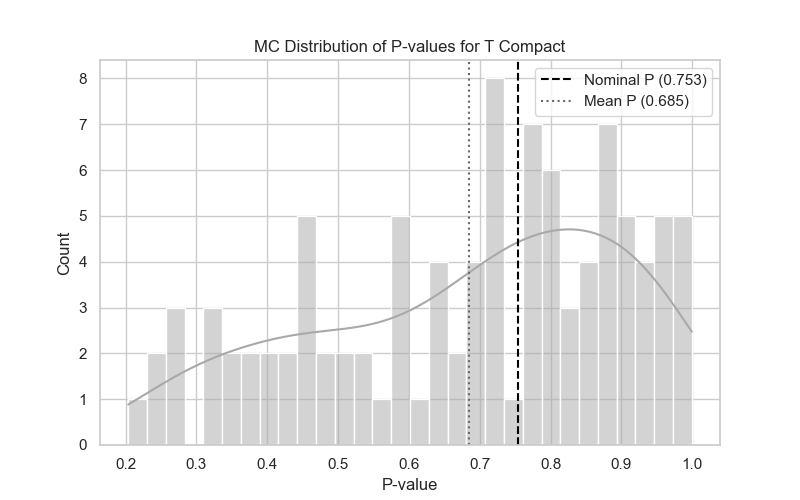 MC Distribution of P-values for T Compact
Nominal P (0.753)
Mean P (0.685)
Count
8
7
6
5
4
3
2
1
0
0.2 0.3 0.4 0.5 0.6 0.7 0.8 0.9 1.0
P-value